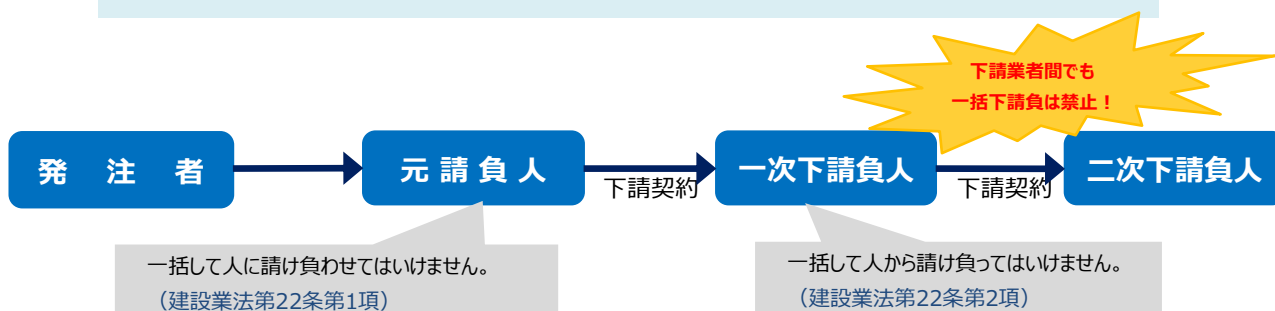 下請業者間でも
一括下請負は禁止！
発 注 者
元 請 負 人
下請契約
一次下請負人
下請契約
二次下請負人
一括して人に請け負わせてはいけません。
（建設業法第22条第1項）
一括して人から請け負ってはいけません。
（建設業法第22条第2項）